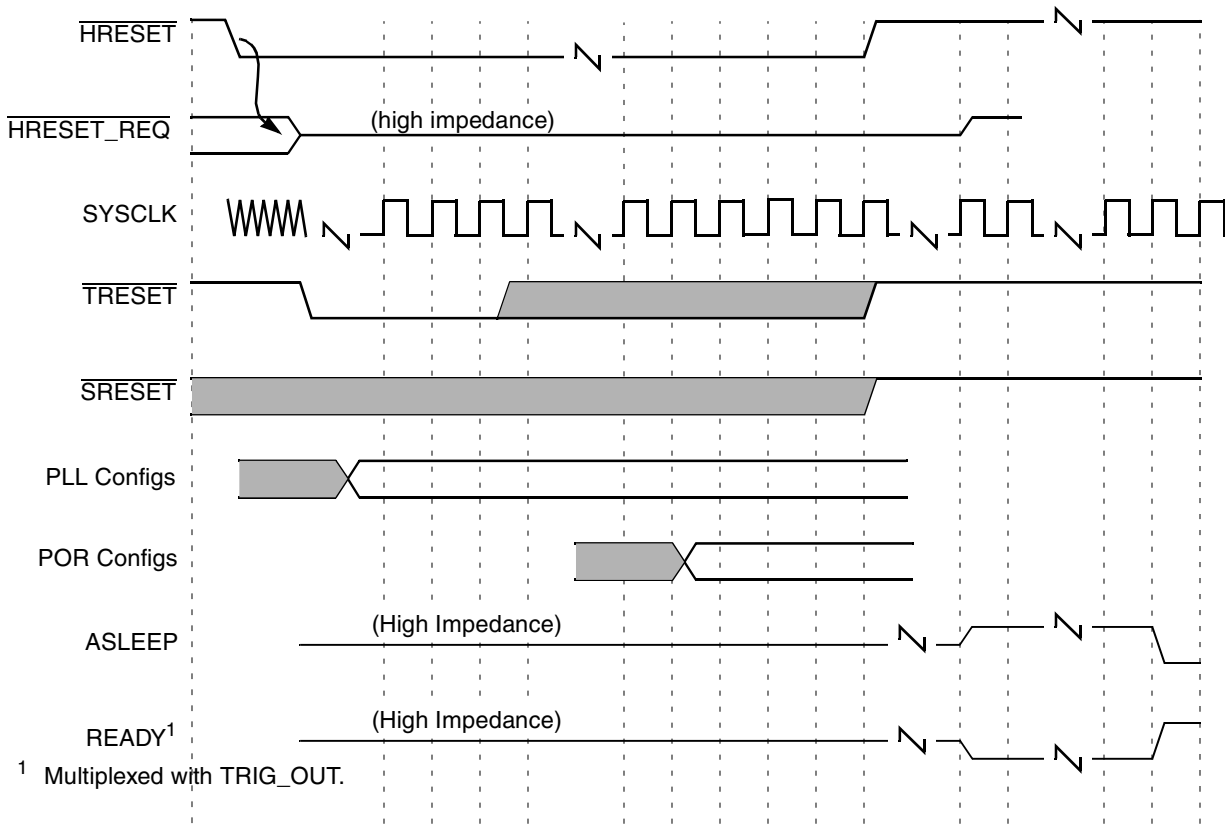 HRESET
HRESET_REQ
(high impedance)
SYSCLK
TRESET
SRESET
PLL Configs
POR Configs
ASLEEP
(High Impedance)
READY1
(High Impedance)
1 Multiplexed with TRIG_OUT.